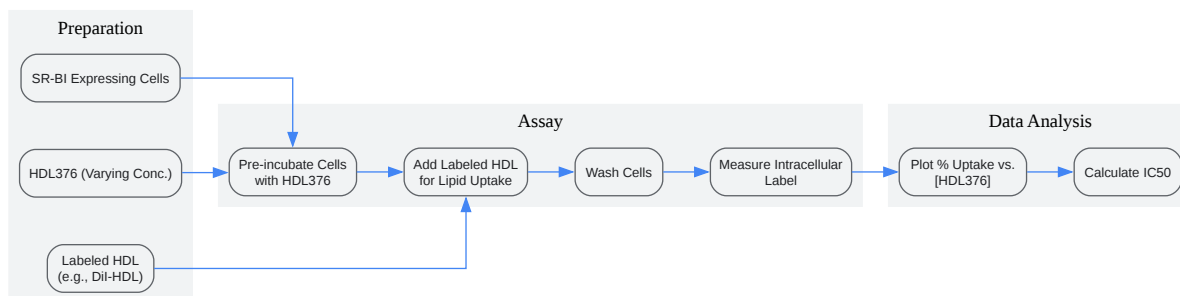 Preparation
SR-BI Expressing Cells
HDL376 (Varying Conc.)
Labeled HDL
(e.g., DiI-HDL)
Assay
Pre-incubate Cells
with HDL376
Add Labeled HDL
for Lipid Uptake
Wash Cells
Measure Intracellular
Label
Data Analysis
Plot % Uptake vs.
[HDL376]
Calculate IC50